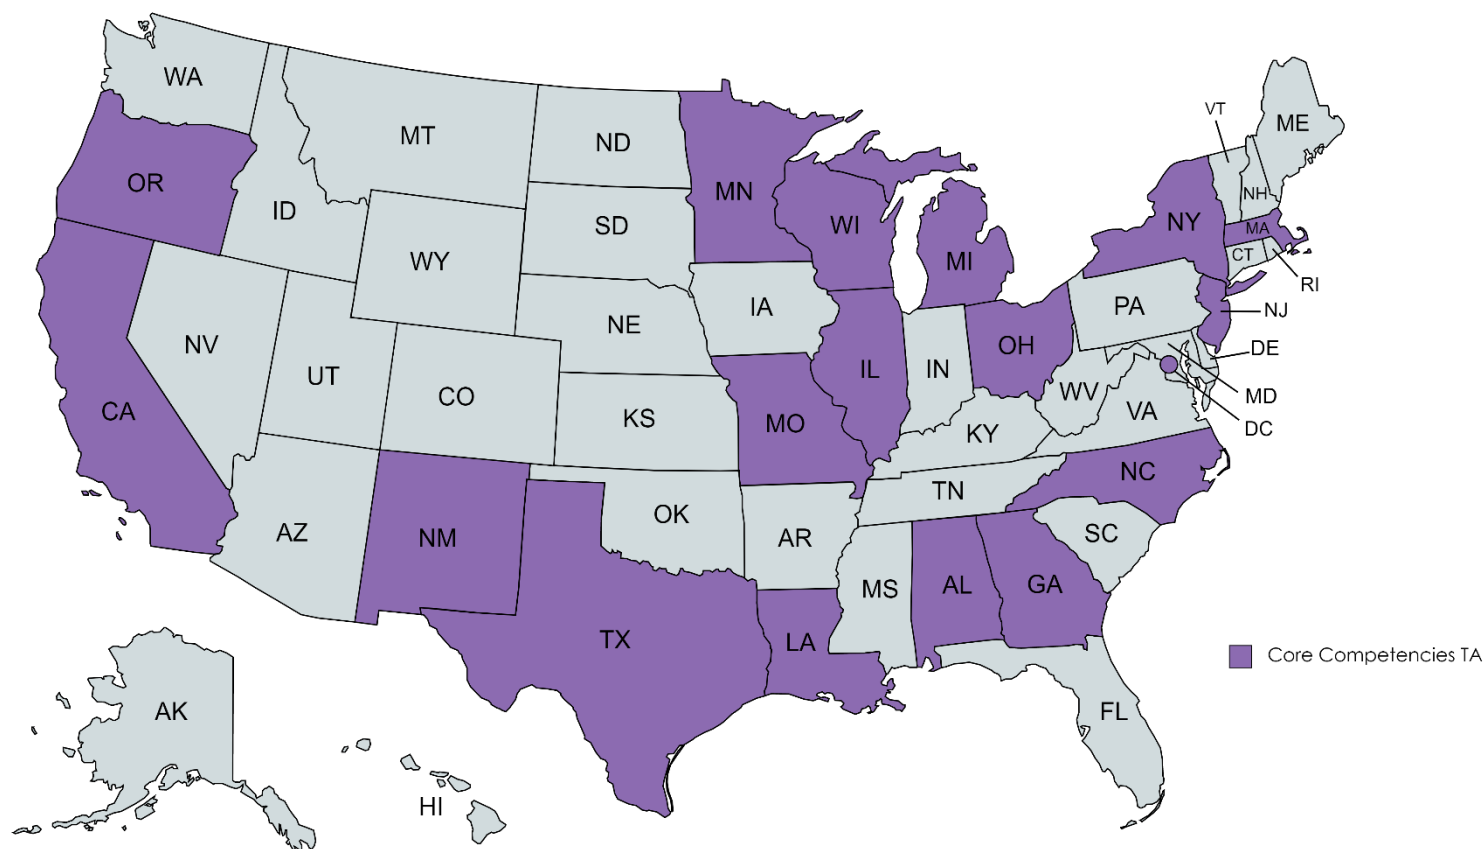 WA
OR
CA
ID
NV
MT
WY
UT
AZ
CO
NM
ND
SD
NE
KS
OK
TX
MN
IA
MO
AR
LA
WI
IL
MI
IN
OH
KY
TN
MS
AL
GA
FL
SC
NC
VA
WV
PA
NY
VT
NH
ME
MA
CT
RI
NJ
DE
MD
DC
AK
HI
Core Competencies TA